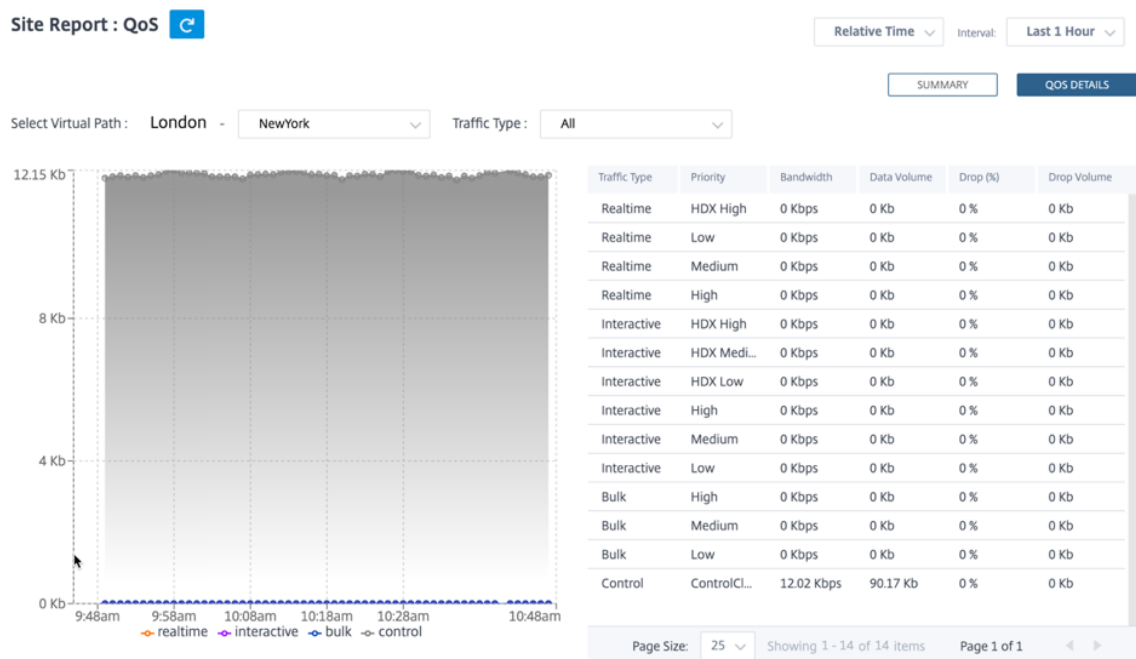 Site Report : QoS
Relative Time Interval: Last 1 Hour
SUMMARY QOS DETAILS
Select Virtual Path : London - NewYork Traffic Type : All
12.15 Kb
8 Kb
4 Kb
0 Kb
9:48am 9:58am 10:08am 10:18am 10:28am 10:48am
realtime interactive bulk control
Traffic Type Priority Bandwidth Data Volume Drop (%) Drop Volume
Realtime HDX High 0 Kbps 0 Kb 0 % 0 Kb
Realtime Low 0 Kbps 0 Kb 0 % 0 Kb
Realtime Medium 0 Kbps 0 Kb 0 % 0 Kb
Realtime High 0 Kbps 0 Kb 0 % 0 Kb
Interactive HDX High 0 Kbps 0 Kb 0 % 0 Kb
Interactive HDX Medi... 0 Kbps 0 Kb 0 % 0 Kb
Interactive HDX Low 0 Kbps 0 Kb 0 % 0 Kb
Interactive High 0 Kbps 0 Kb 0 % 0 Kb
Interactive Medium 0 Kbps 0 Kb 0 % 0 Kb
Interactive Low 0 Kbps 0 Kb 0 % 0 Kb
Bulk High 0 Kbps 0 Kb 0 % 0 Kb
Bulk Medium 0 Kbps 0 Kb 0 % 0 Kb
Bulk Low 0 Kbps 0 Kb 0 % 0 Kb
Control ControlCl... 12.02 Kbps 90.17 Kb 0 % 0 Kb
Page Size: 25 Showing 1 - 14 of 14 items Page 1 of 1